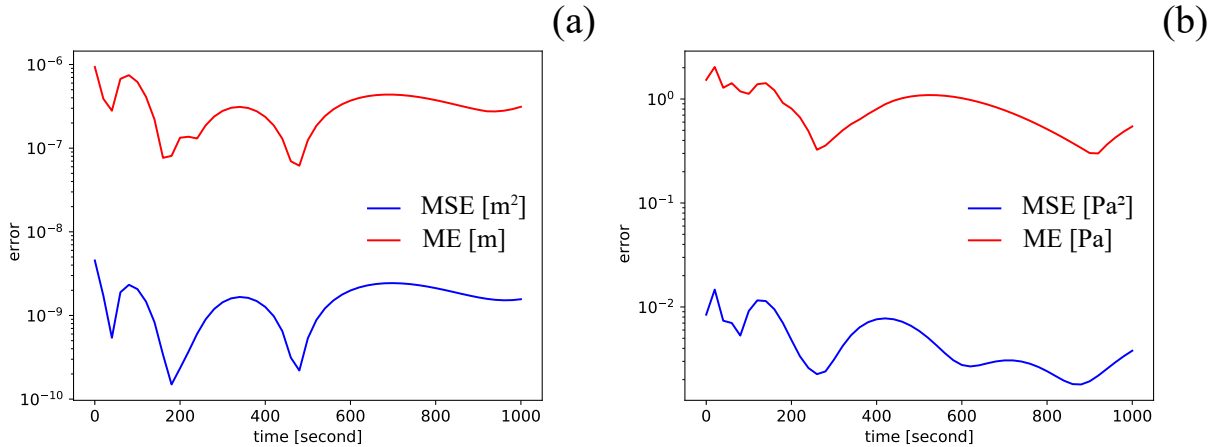 (a)
10⁻⁶
10⁻⁷
10⁻⁸
10⁻⁹
10⁻¹⁰
error
MSE [m²]
ME [m]
0 200 400 600 800 1000
time [second]
(b)
10⁰
10⁻¹
10⁻²
error
MSE [Pa²]
ME [Pa]
0 200 400 600 800 1000
time [second]